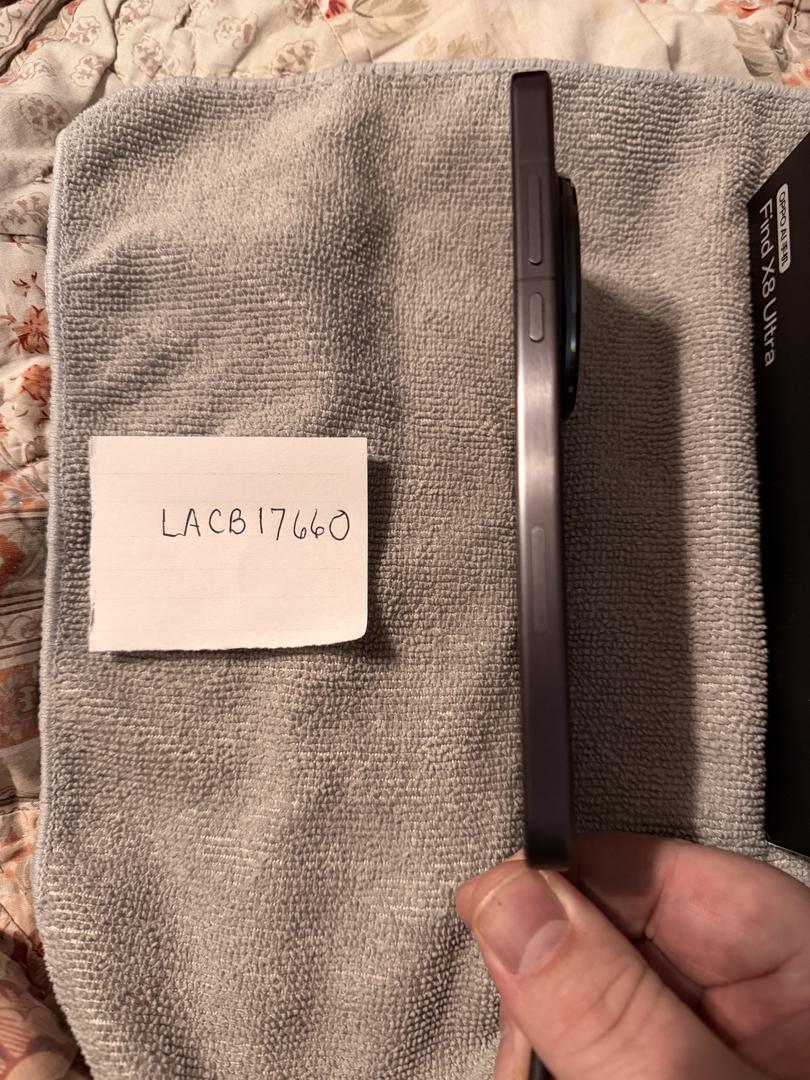 LACB17660
OPPO AI手机
Find X8 Ultra